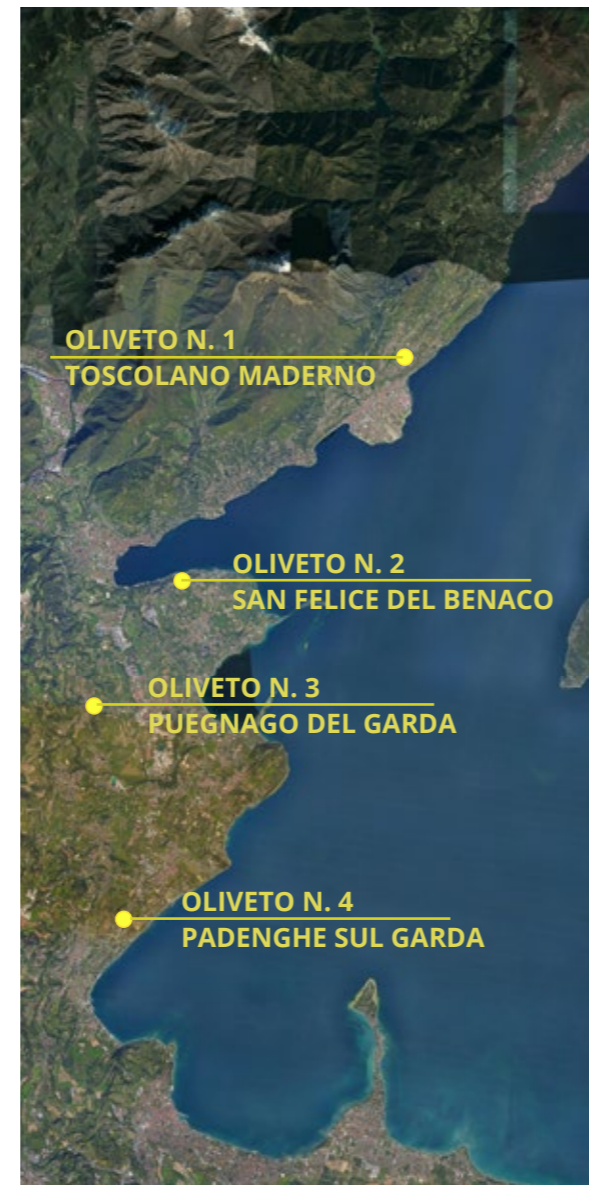 OLIVETO N. 1
TOSCOLANO MADERNO
OLIVETO N. 2
SAN FELICE DEL BENACO
OLIVETO N. 3
PUEGNAGO DEL GARDA
OLIVETO N. 4
PADENGHE SUL GARDA